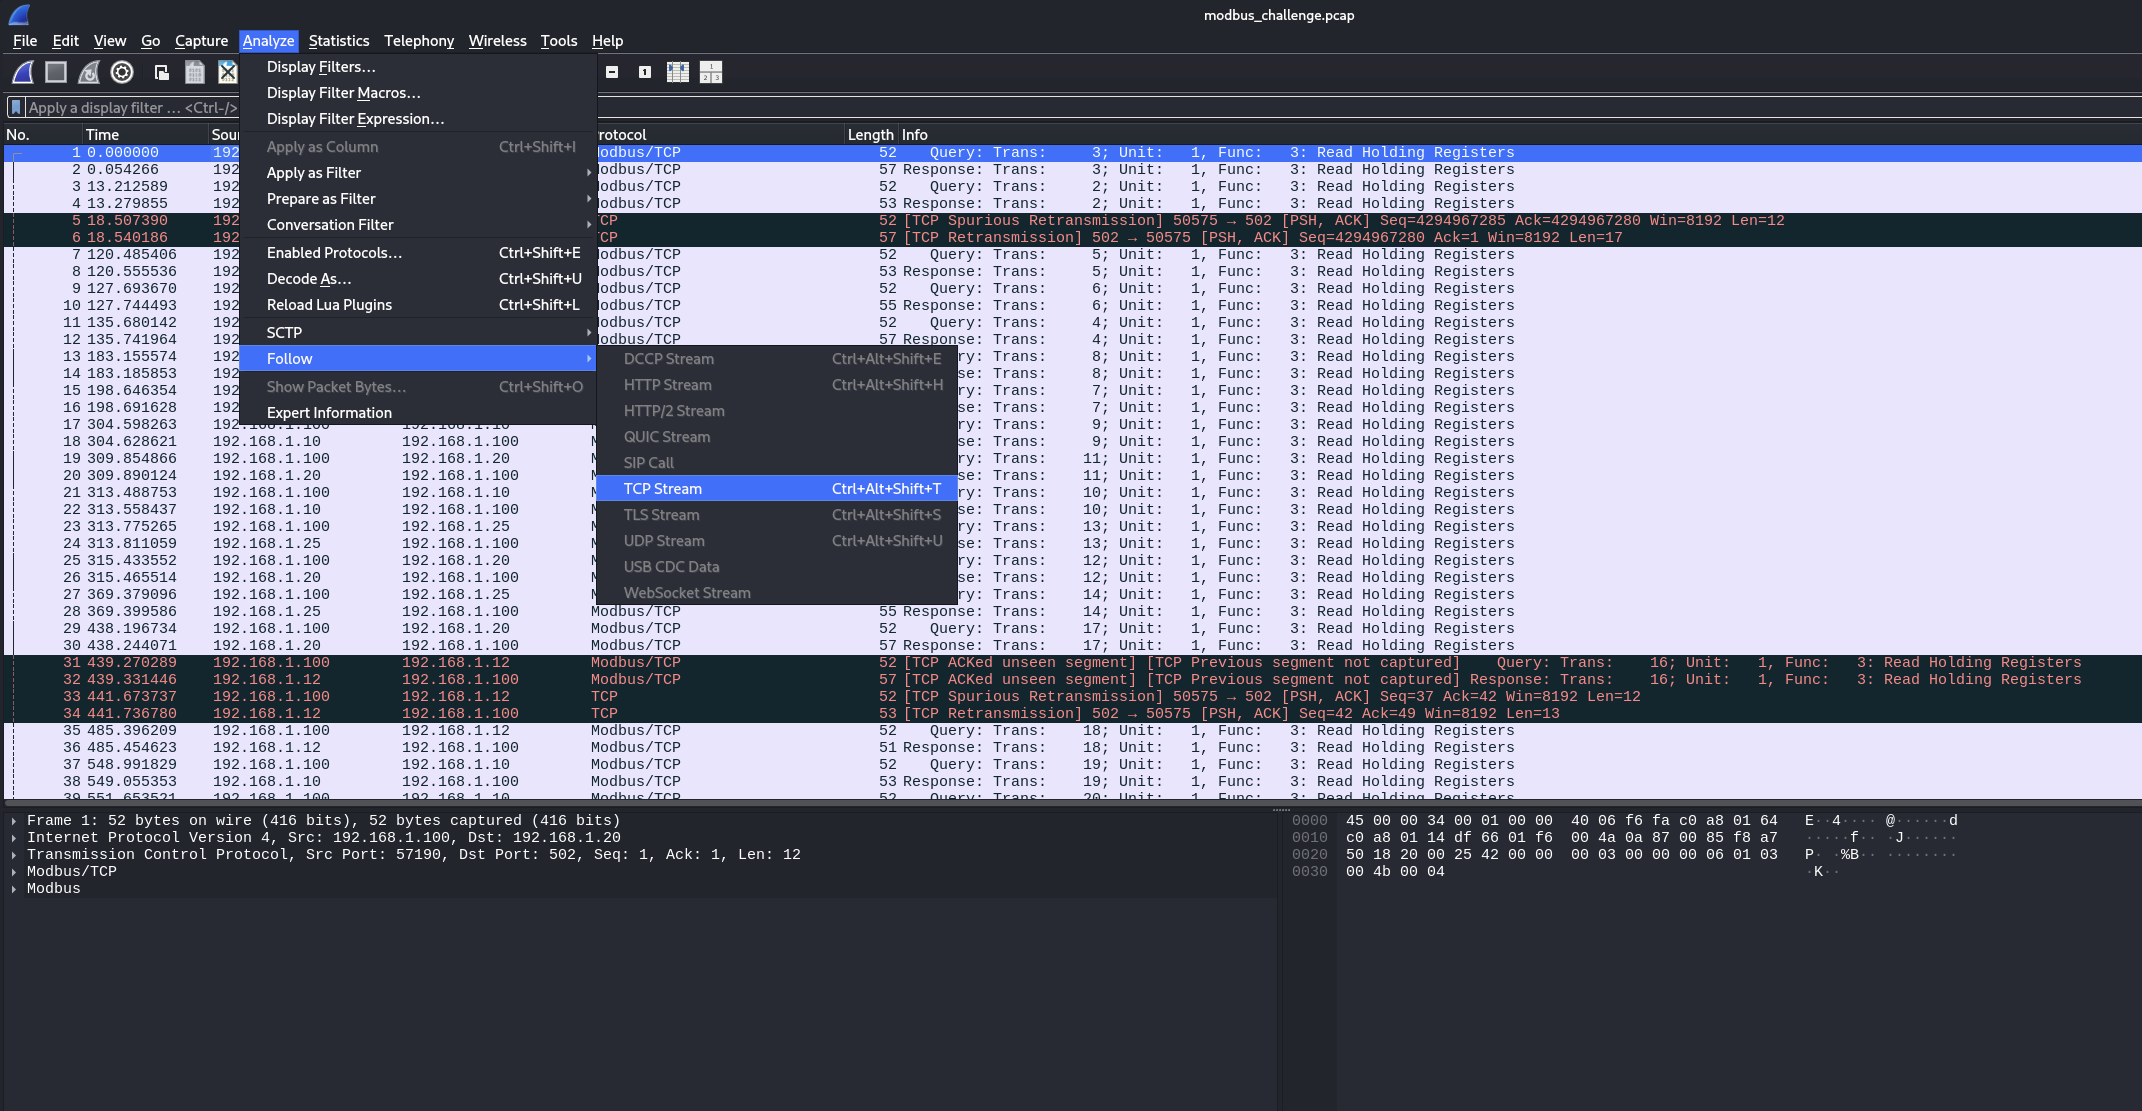 modbus_challenge.pcap
File Edit View Go Capture Analyze Statistics Telephony Wireless Tools Help
Apply a display filter … <Ctrl-/>
Display Filters…
Display Filter Macros…
Display Filter Expression…
Apply as Column Ctrl+Shift+I
Apply as Filter
Prepare as Filter
Conversation Filter
Enabled Protocols… Ctrl+Shift+E
Decode As… Ctrl+Shift+U
Reload Lua Plugins Ctrl+Shift+L
SCTP
Follow
Show Packet Bytes… Ctrl+Shift+O
Expert Information
DCCP Stream Ctrl+Alt+Shift+E
HTTP Stream Ctrl+Alt+Shift+H
HTTP/2 Stream
QUIC Stream
SIP Call
TCP Stream Ctrl+Alt+Shift+T
TLS Stream Ctrl+Alt+Shift+S
UDP Stream Ctrl+Alt+Shift+U
USB CDC Data
WebSocket Stream
No. Time Sour rotocol Length Info
1 0.000000 192 odbus/TCP 52 Query: Trans: 3; Unit: 1, Func: 3: Read Holding Registers
2 0.054266 192 odbus/TCP 57 Response: Trans: 3; Unit: 1, Func: 3: Read Holding Registers
3 13.212589 192 odbus/TCP 52 Query: Trans: 2; Unit: 1, Func: 3: Read Holding Registers
4 13.279855 192 odbus/TCP 53 Response: Trans: 2; Unit: 1, Func: 3: Read Holding Registers
5 18.507390 192 CP 52 [TCP Spurious Retransmission] 50575 → 502 [PSH, ACK] Seq=4294967285 Ack=4294967280 Win=8192 Len=12
6 18.540186 192 CP 57 [TCP Retransmission] 502 → 50575 [PSH, ACK] Seq=4294967280 Ack=1 Win=8192 Len=17
7 120.485406 192 odbus/TCP 52 Query: Trans: 5; Unit: 1, Func: 3: Read Holding Registers
8 120.555536 192 odbus/TCP 53 Response: Trans: 5; Unit: 1, Func: 3: Read Holding Registers
9 127.693670 192 odbus/TCP 52 Query: Trans: 6; Unit: 1, Func: 3: Read Holding Registers
10 127.744493 192 odbus/TCP 55 Response: Trans: 6; Unit: 1, Func: 3: Read Holding Registers
11 135.680142 192 odbus/TCP 52 Query: Trans: 4; Unit: 1, Func: 3: Read Holding Registers
12 135.741964 192 odbus/TCP 57 Response: Trans: 4; Unit: 1, Func: 3: Read Holding Registers
13 183.155574 192 ry: Trans: 8; Unit: 1, Func: 3: Read Holding Registers
14 183.185853 192 se: Trans: 8; Unit: 1, Func: 3: Read Holding Registers
15 198.646354 192 ry: Trans: 7; Unit: 1, Func: 3: Read Holding Registers
16 198.691628 192 se: Trans: 7; Unit: 1, Func: 3: Read Holding Registers
17 304.598263 192.168.1.100 192.168.1.10 ry: Trans: 9; Unit: 1, Func: 3: Read Holding Registers
18 304.628621 192.168.1.10 192.168.1.100 se: Trans: 9; Unit: 1, Func: 3: Read Holding Registers
19 309.854866 192.168.1.100 192.168.1.20 ry: Trans: 11; Unit: 1, Func: 3: Read Holding Registers
20 309.890124 192.168.1.20 192.168.1.100 se: Trans: 11; Unit: 1, Func: 3: Read Holding Registers
21 313.488753 192.168.1.100 192.168.1.10 ry: Trans: 10; Unit: 1, Func: 3: Read Holding Registers
22 313.558437 192.168.1.10 192.168.1.100 se: Trans: 10; Unit: 1, Func: 3: Read Holding Registers
23 313.775265 192.168.1.100 192.168.1.25 ry: Trans: 13; Unit: 1, Func: 3: Read Holding Registers
24 313.811059 192.168.1.25 192.168.1.100 se: Trans: 13; Unit: 1, Func: 3: Read Holding Registers
25 315.433552 192.168.1.100 192.168.1.20 ry: Trans: 12; Unit: 1, Func: 3: Read Holding Registers
26 315.465514 192.168.1.20 192.168.1.100 se: Trans: 12; Unit: 1, Func: 3: Read Holding Registers
27 369.379096 192.168.1.100 192.168.1.25 ry: Trans: 14; Unit: 1, Func: 3: Read Holding Registers
28 369.399586 192.168.1.25 192.168.1.100 Modbus/TCP 55 Response: Trans: 14; Unit: 1, Func: 3: Read Holding Registers
29 438.196734 192.168.1.100 192.168.1.20 Modbus/TCP 52 Query: Trans: 17; Unit: 1, Func: 3: Read Holding Registers
30 438.244071 192.168.1.20 192.168.1.100 Modbus/TCP 57 Response: Trans: 17; Unit: 1, Func: 3: Read Holding Registers
31 439.270289 192.168.1.100 192.168.1.12 Modbus/TCP 52 [TCP ACKed unseen segment] [TCP Previous segment not captured] Query: Trans: 16; Unit: 1, Func: 3: Read Holding Registers
32 439.331446 192.168.1.12 192.168.1.100 Modbus/TCP 57 [TCP ACKed unseen segment] [TCP Previous segment not captured] Response: Trans: 16; Unit: 1, Func: 3: Read Holding Registers
33 441.673737 192.168.1.100 192.168.1.12 TCP 52 [TCP Spurious Retransmission] 50575 → 502 [PSH, ACK] Seq=37 Ack=42 Win=8192 Len=12
34 441.736780 192.168.1.12 192.168.1.100 TCP 53 [TCP Retransmission] 502 → 50575 [PSH, ACK] Seq=42 Ack=49 Win=8192 Len=13
35 485.396209 192.168.1.100 192.168.1.12 Modbus/TCP 52 Query: Trans: 18; Unit: 1, Func: 3: Read Holding Registers
36 485.454623 192.168.1.12 192.168.1.100 Modbus/TCP 51 Response: Trans: 18; Unit: 1, Func: 3: Read Holding Registers
37 548.991829 192.168.1.100 192.168.1.10 Modbus/TCP 52 Query: Trans: 19; Unit: 1, Func: 3: Read Holding Registers
38 549.055353 192.168.1.10 192.168.1.100 Modbus/TCP 53 Response: Trans: 19; Unit: 1, Func: 3: Read Holding Registers
39 551.653521 192.168.1.100 192.168.1.10 Modbus/TCP 52 Query: Trans: 20; Unit: 1, Func: 3: Read Holding Registers
Frame 1: 52 bytes on wire (416 bits), 52 bytes captured (416 bits)
Internet Protocol Version 4, Src: 192.168.1.100, Dst: 192.168.1.20
Transmission Control Protocol, Src Port: 57190, Dst Port: 502, Seq: 1, Ack: 1, Len: 12
Modbus/TCP
Modbus
0000 45 00 00 34 00 01 00 00 40 06 f6 fa c0 a8 01 64 E··4···· @······d
0010 c0 a8 01 14 df 66 01 f6 00 4a 0a 87 00 85 f8 a7 ·····f·· ·J······
0020 50 18 20 00 25 42 00 00 00 03 00 00 00 06 01 03 P· ·%B·· ········
0030 00 4b 00 04 ·K··